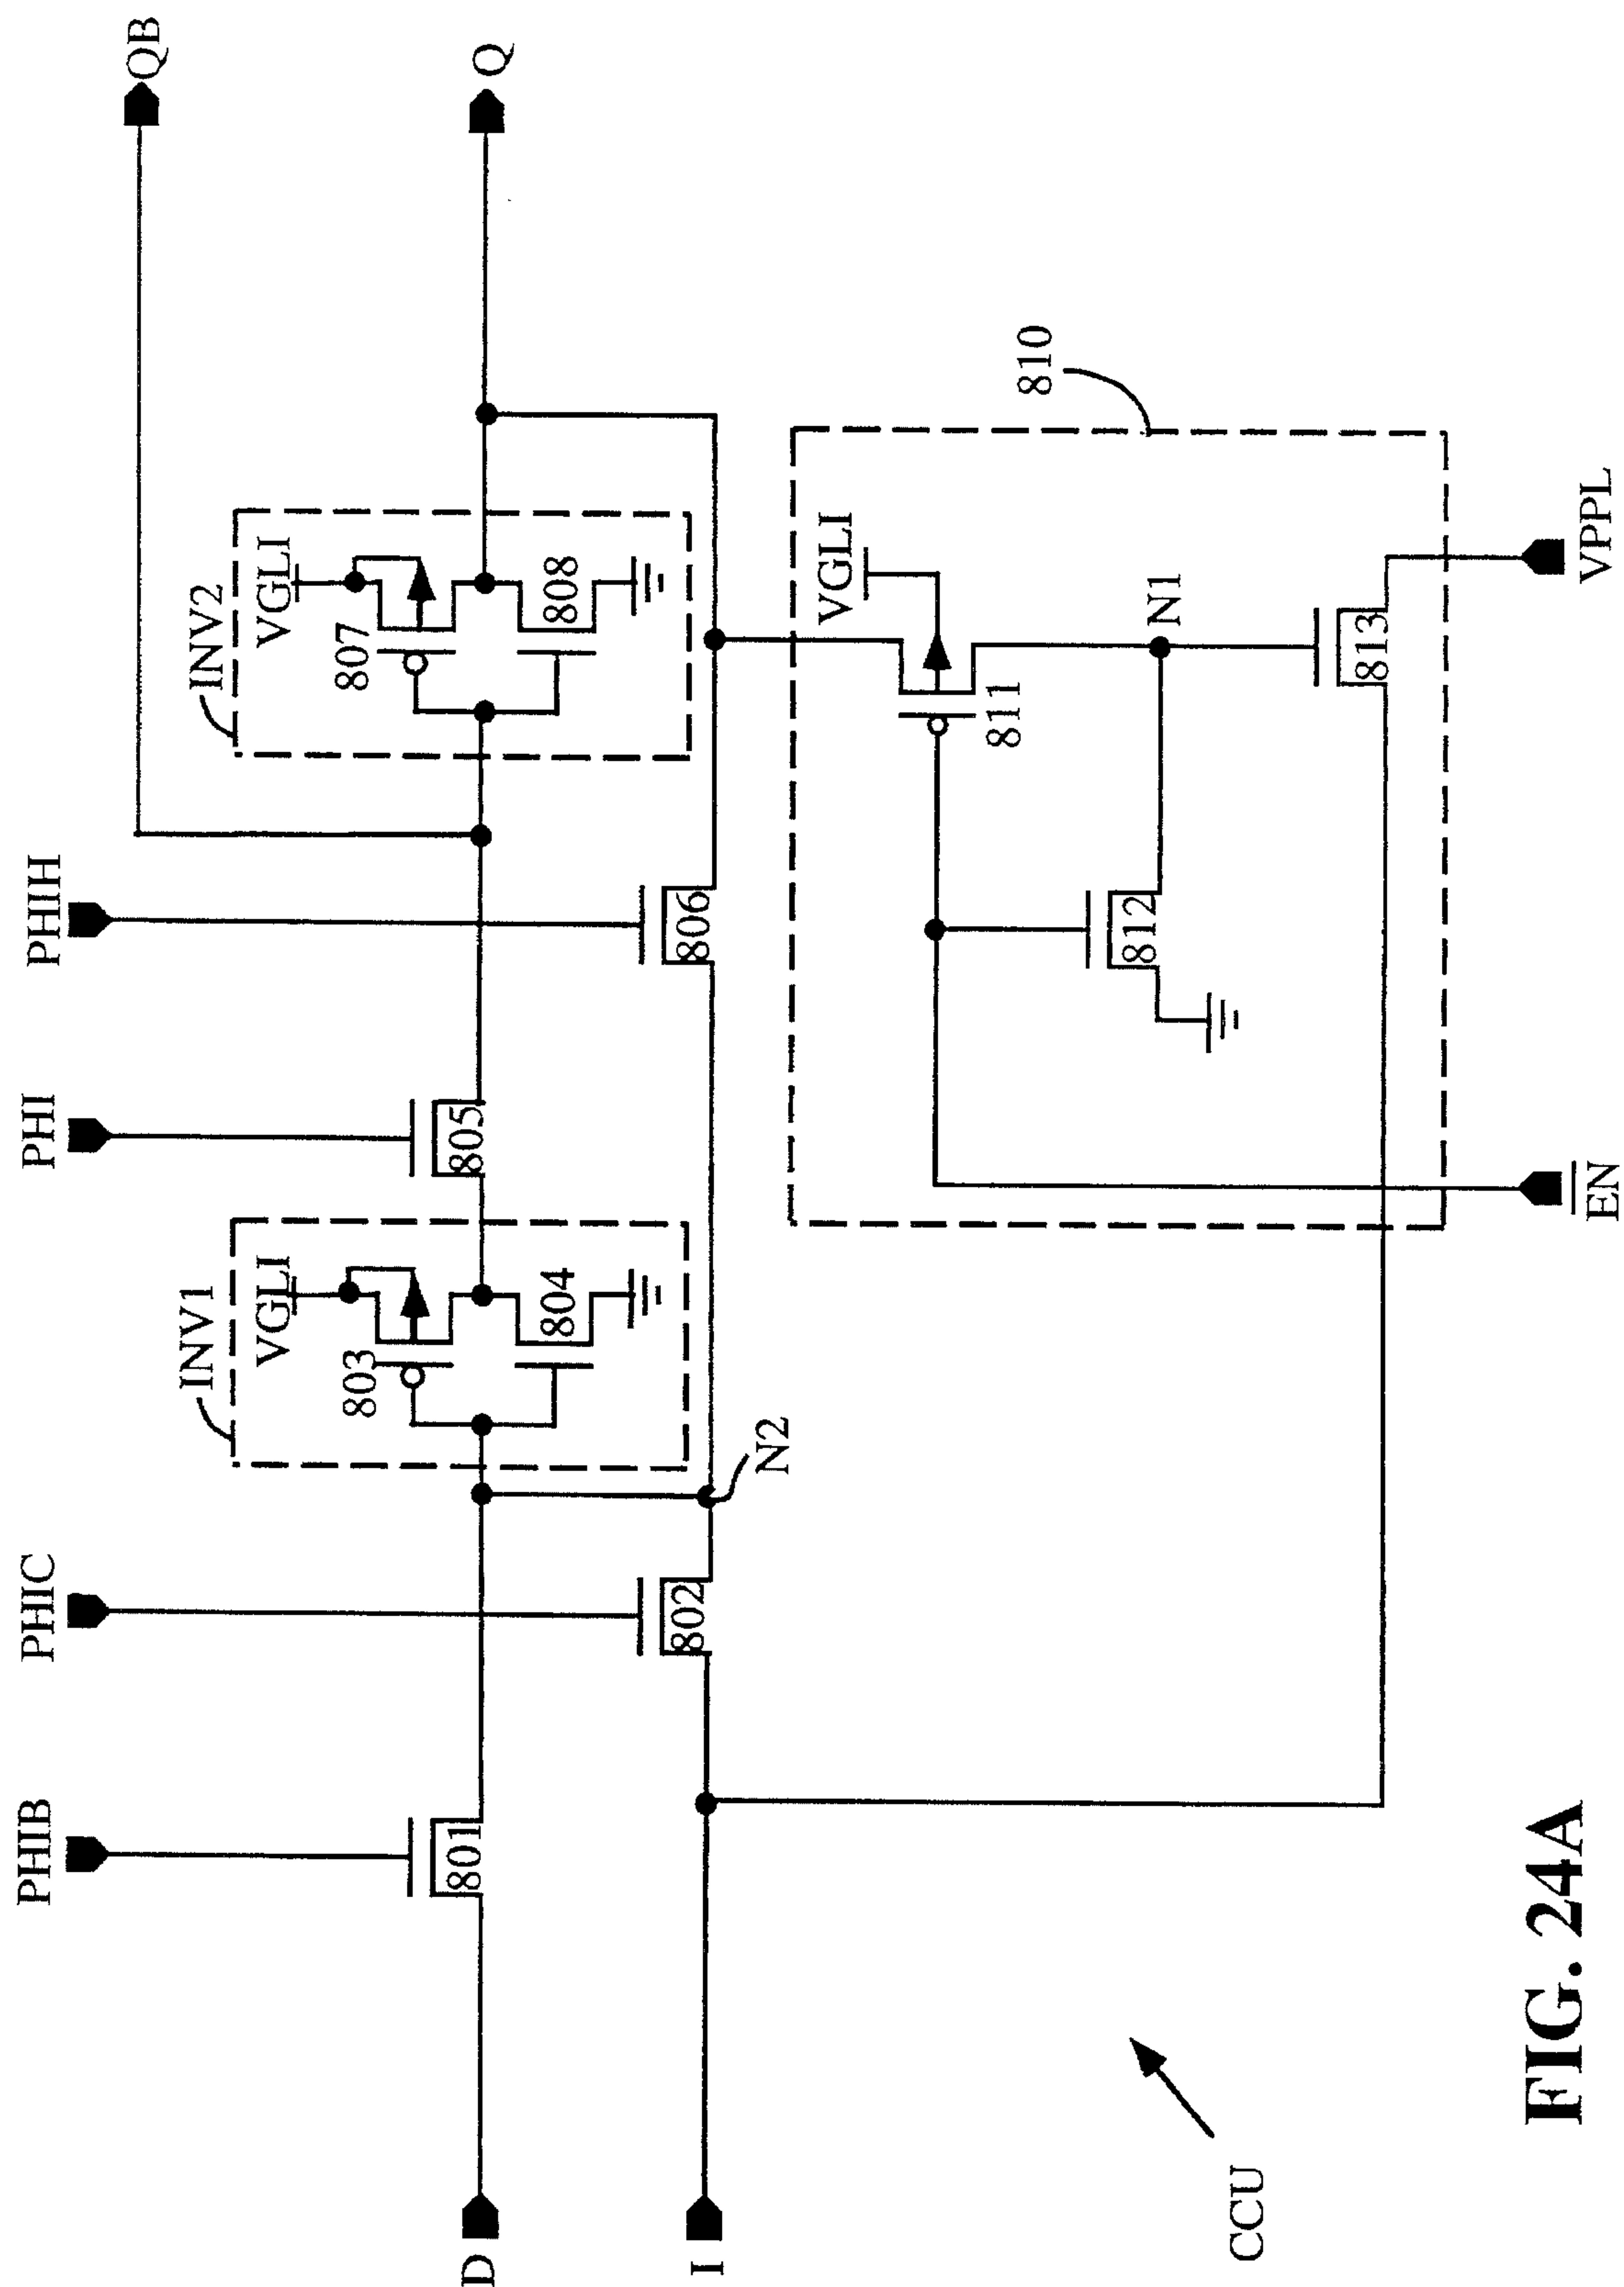 PHIB
PHIC
PHI
PHIH
QB
INV1
INV2
VGLI
VGLI
803
807
804
808
D
801
805
Q
I
802
806
N2
810
VGLI
811
812
N1
813
EN
VPPL
CCU
FIG. 24A